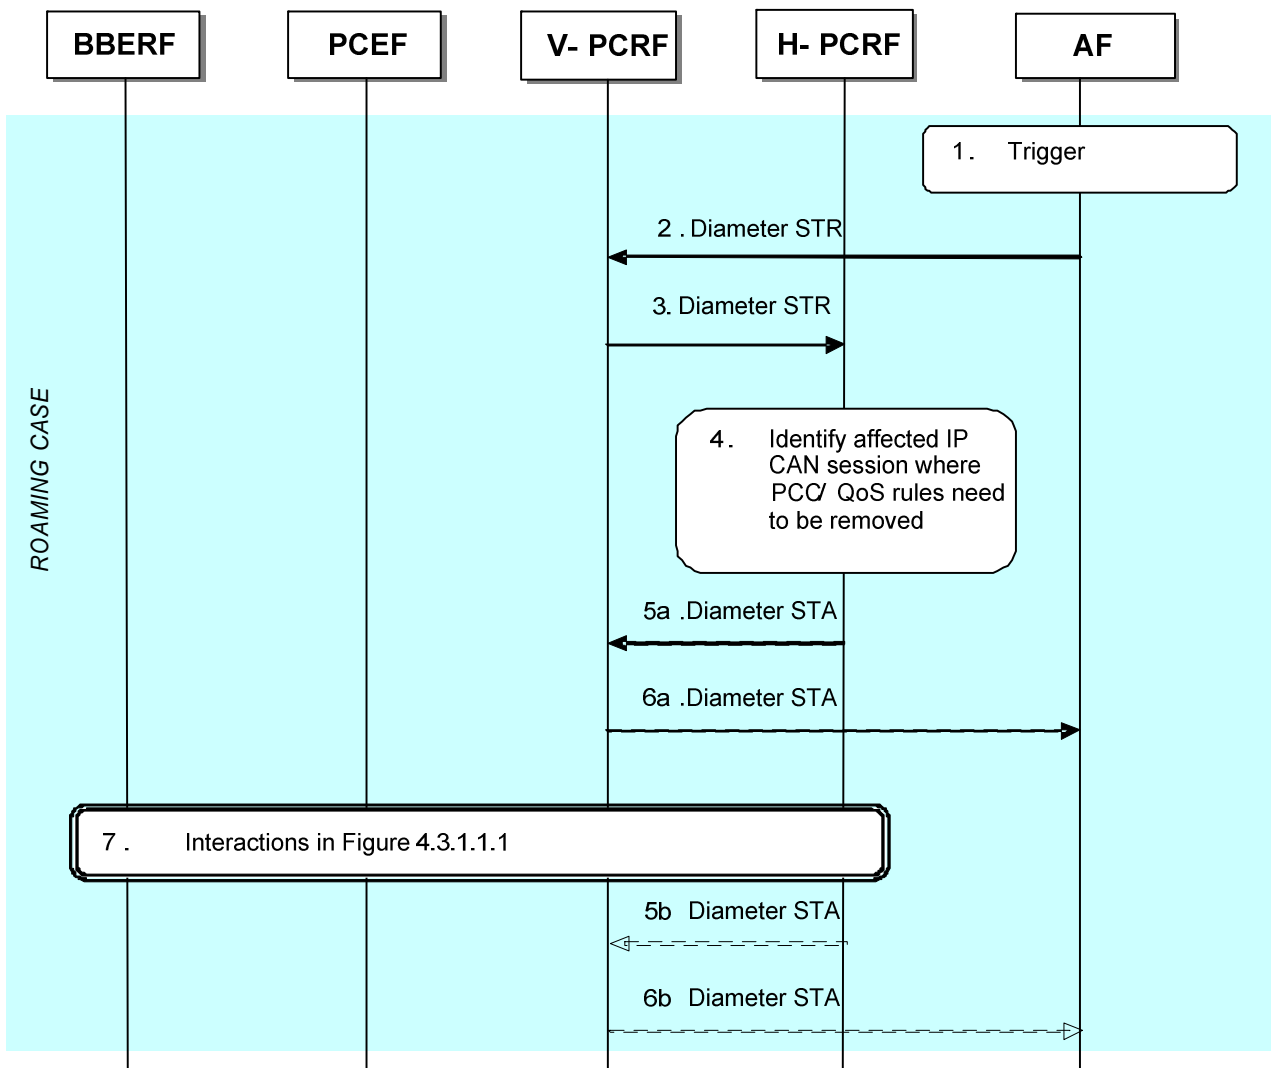 BBERF PCEF V- PCRF H- PCRF AF
1. Trigger
2 . Diameter STR
3. Diameter STR
ROAMING CASE
4. Identify affected IP
CAN session where
PCC/ QoS rules need
to be removed
5a .Diameter STA
6a .Diameter STA
7 . Interactions in Figure 4.3.1.1.1
5b Diameter STA
6b Diameter STA